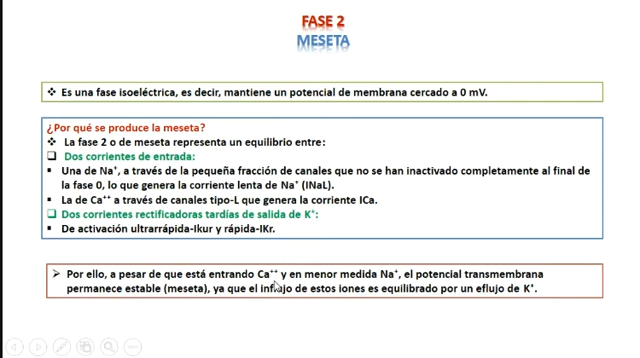 FASE 2
MESETA
❖ Es una fase isoeléctrica, es decir, mantiene un potencial de membrana cercado a 0 mV.
¿Por qué se produce la meseta?
❖ La fase 2 o de meseta representa un equilibrio entre:
❑ Dos corrientes de entrada:
▪ Una de Na⁺, a través de la pequeña fracción de canales que no se han inactivado completamente al final de
la fase 0, lo que genera la corriente lenta de Na⁺ (INaL).
▪ La de Ca⁺⁺ a través de canales tipo-L que genera la corriente ICa.
❑ Dos corrientes rectificadoras tardías de salida de K⁺:
▪ De activación ultrarrápida-Ikur y rápida-IKr.
➢ Por ello, a pesar de que está entrando Ca⁺⁺ y en menor medida Na⁺, el potencial transmembrana
permanece estable (meseta), ya que el influjo de estos iones es equilibrado por un eflujo de K⁺.